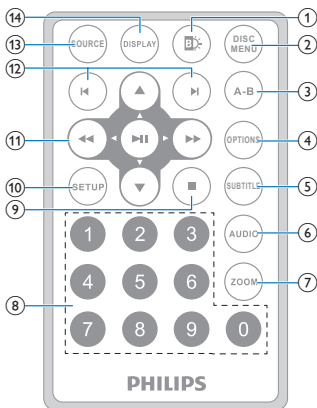 14
1
13
SOURCE
DISPLAY
B
DISC
MENU
2
12
A-B
3
11
OPTIONS
4
10
SETUP
SUBTITLE
5
9
AUDIO
6
1 2 3
ZOOM
7
8
4 5 6
7 8 9 0
PHILIPS